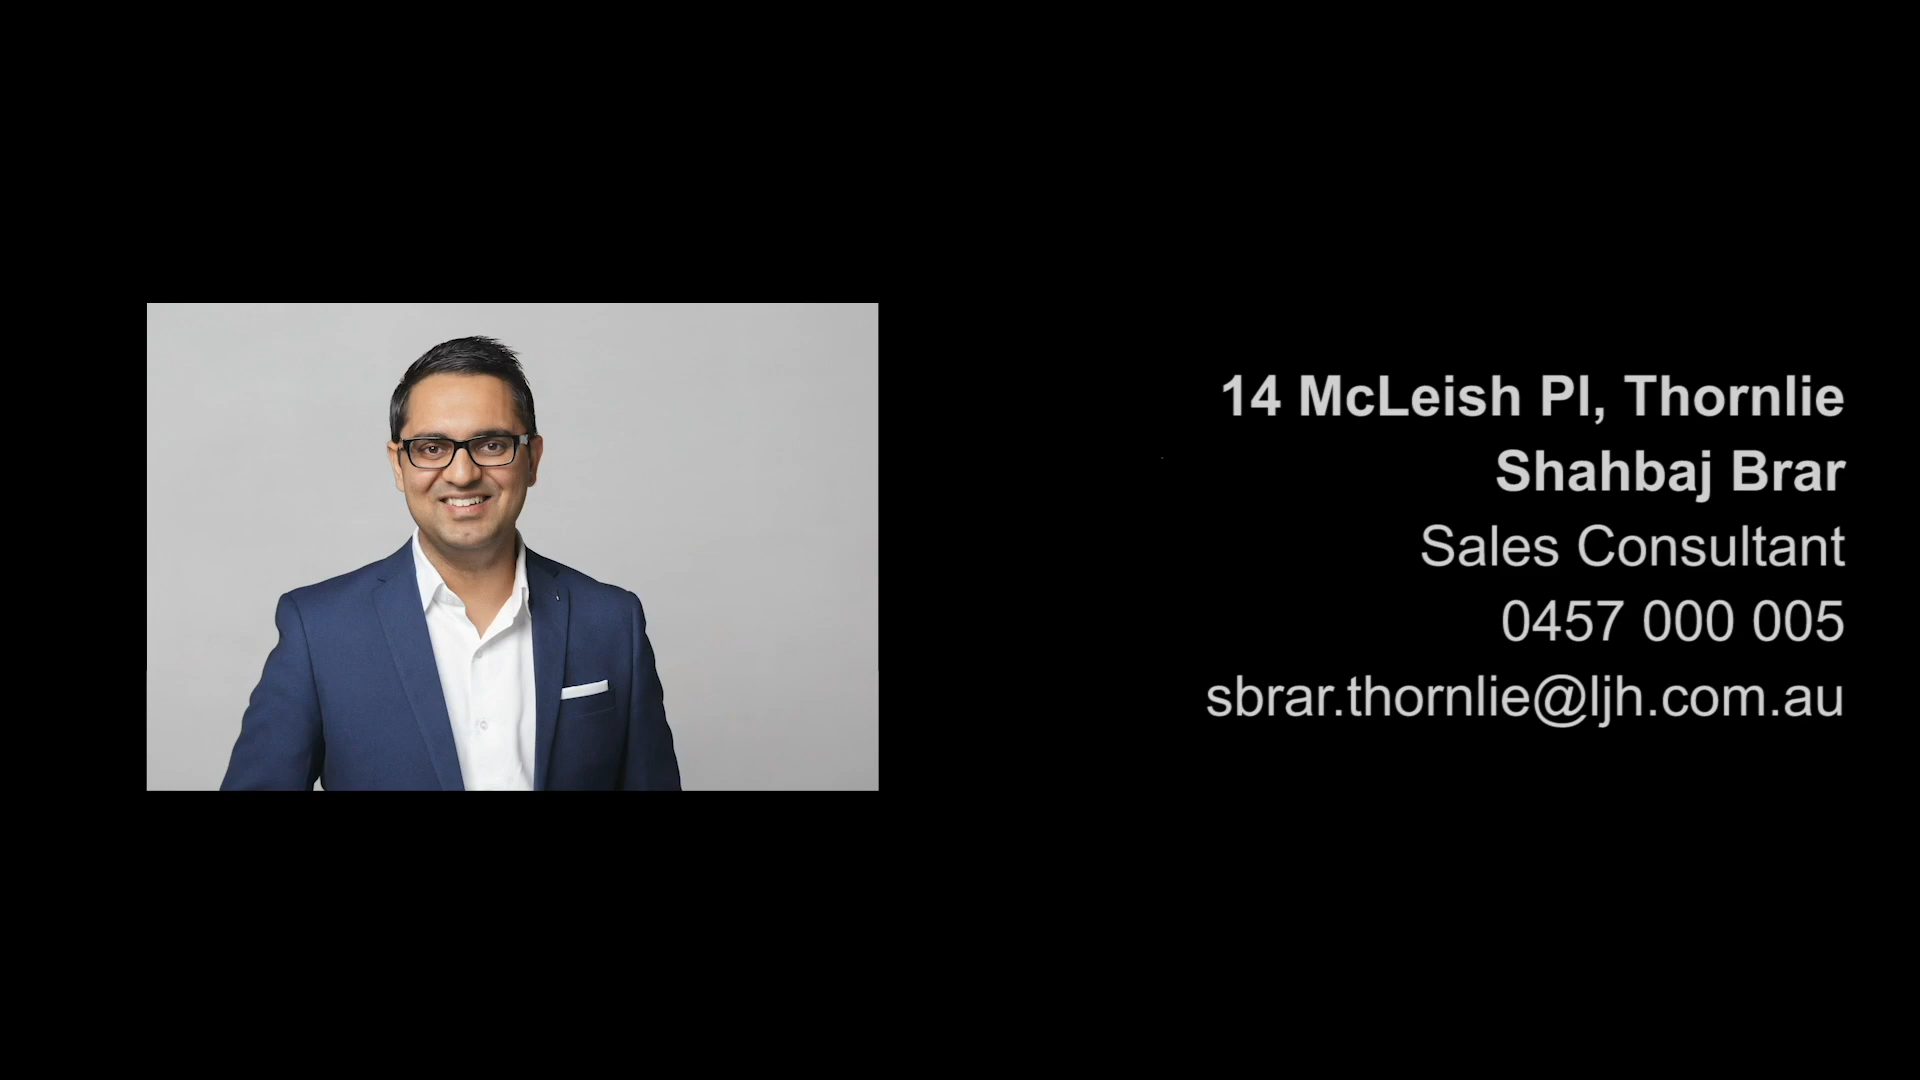 14 McLeish Pl, Thornlie
Shahbaj Brar
Sales Consultant
0457 000 005
sbrar.thornlie@ljh.com.au